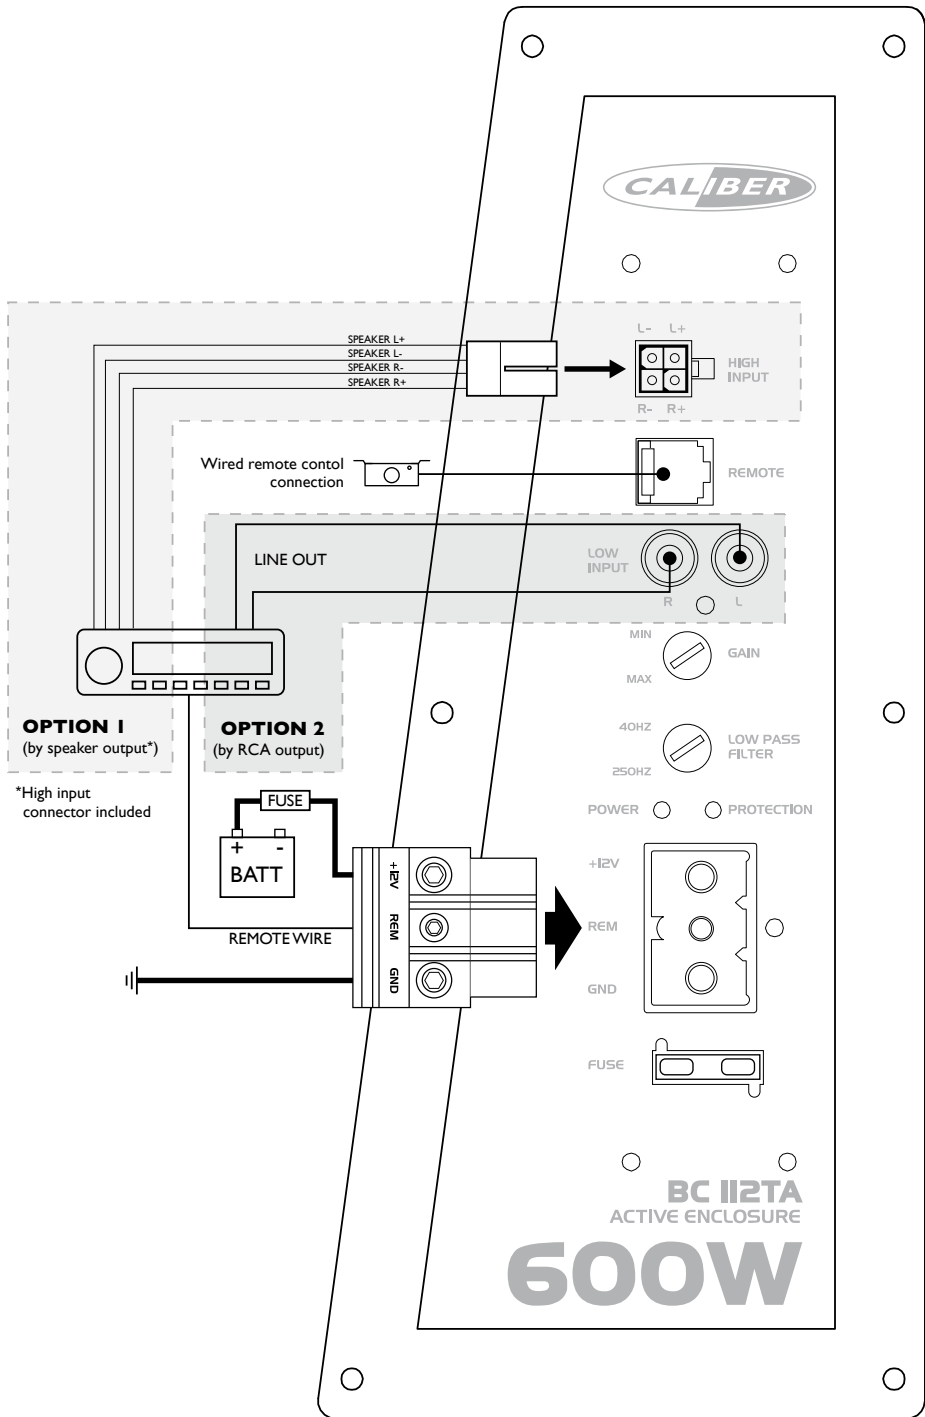 CALIBER
L- L+
HIGH
INPUT
R- R+
SPEAKER L+
SPEAKER L-
SPEAKER R-
SPEAKER R+
Wired remote contol
connection
REMOTE
LINE OUT
LOW
INPUT
R L
MIN
GAIN
MAX
OPTION 1
(by speaker output*)
OPTION 2
(by RCA output)
*High input
connector included
40HZ
LOW PASS
FILTER
250HZ
POWER
PROTECTION
FUSE
+ -
BATT
+12V
REM
GND
REMOTE WIRE
+12V
REM
GND
FUSE
BC 112TA
ACTIVE ENCLOSURE
600W